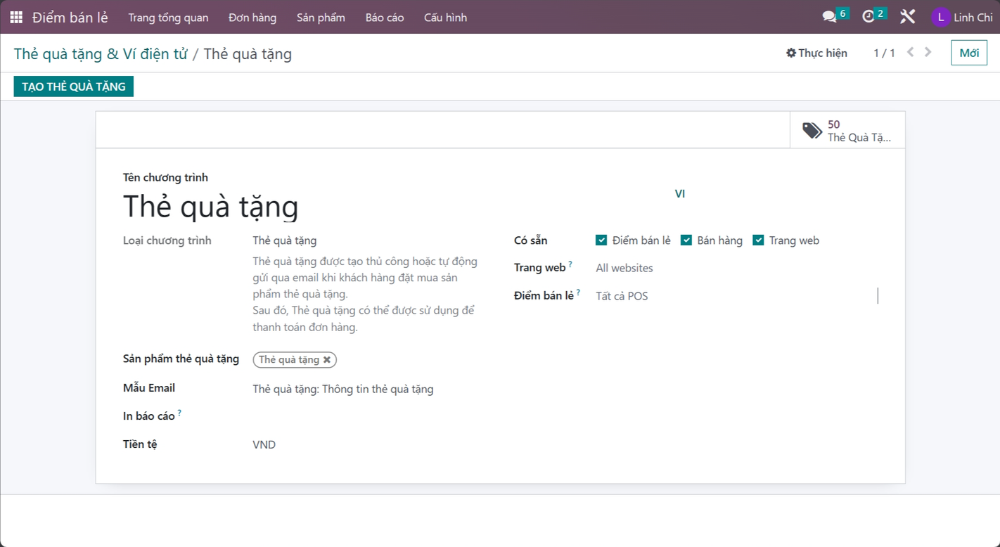 Điểm bán lẻ Trang tổng quan Đơn hàng Sản phẩm Báo cáo Cấu hình 6 2 L Linh Chi
Thẻ quà tặng & Ví điện tử / Thẻ quà tặng Thực hiện 1 / 1 Mới
TẠO THẺ QUÀ TẶNG
50
Thẻ Quà Tặ...
Tên chương trình
Thẻ quà tặng VI
Loại chương trình Thẻ quà tặng
Thẻ quà tặng được tạo thủ công hoặc tự động
gửi qua email khi khách hàng đặt mua sản
phẩm thẻ quà tặng.
Sau đó, Thẻ quà tặng có thể được sử dụng để
thanh toán đơn hàng.
Có sẵn Điểm bán lẻ Bán hàng Trang web
Trang web ? All websites
Điểm bán lẻ ? Tất cả POS
Sản phẩm thẻ quà tặng Thẻ quà tặng ✖
Mẫu Email Thẻ quà tặng: Thông tin thẻ quà tặng
In báo cáo ?
Tiền tệ VND